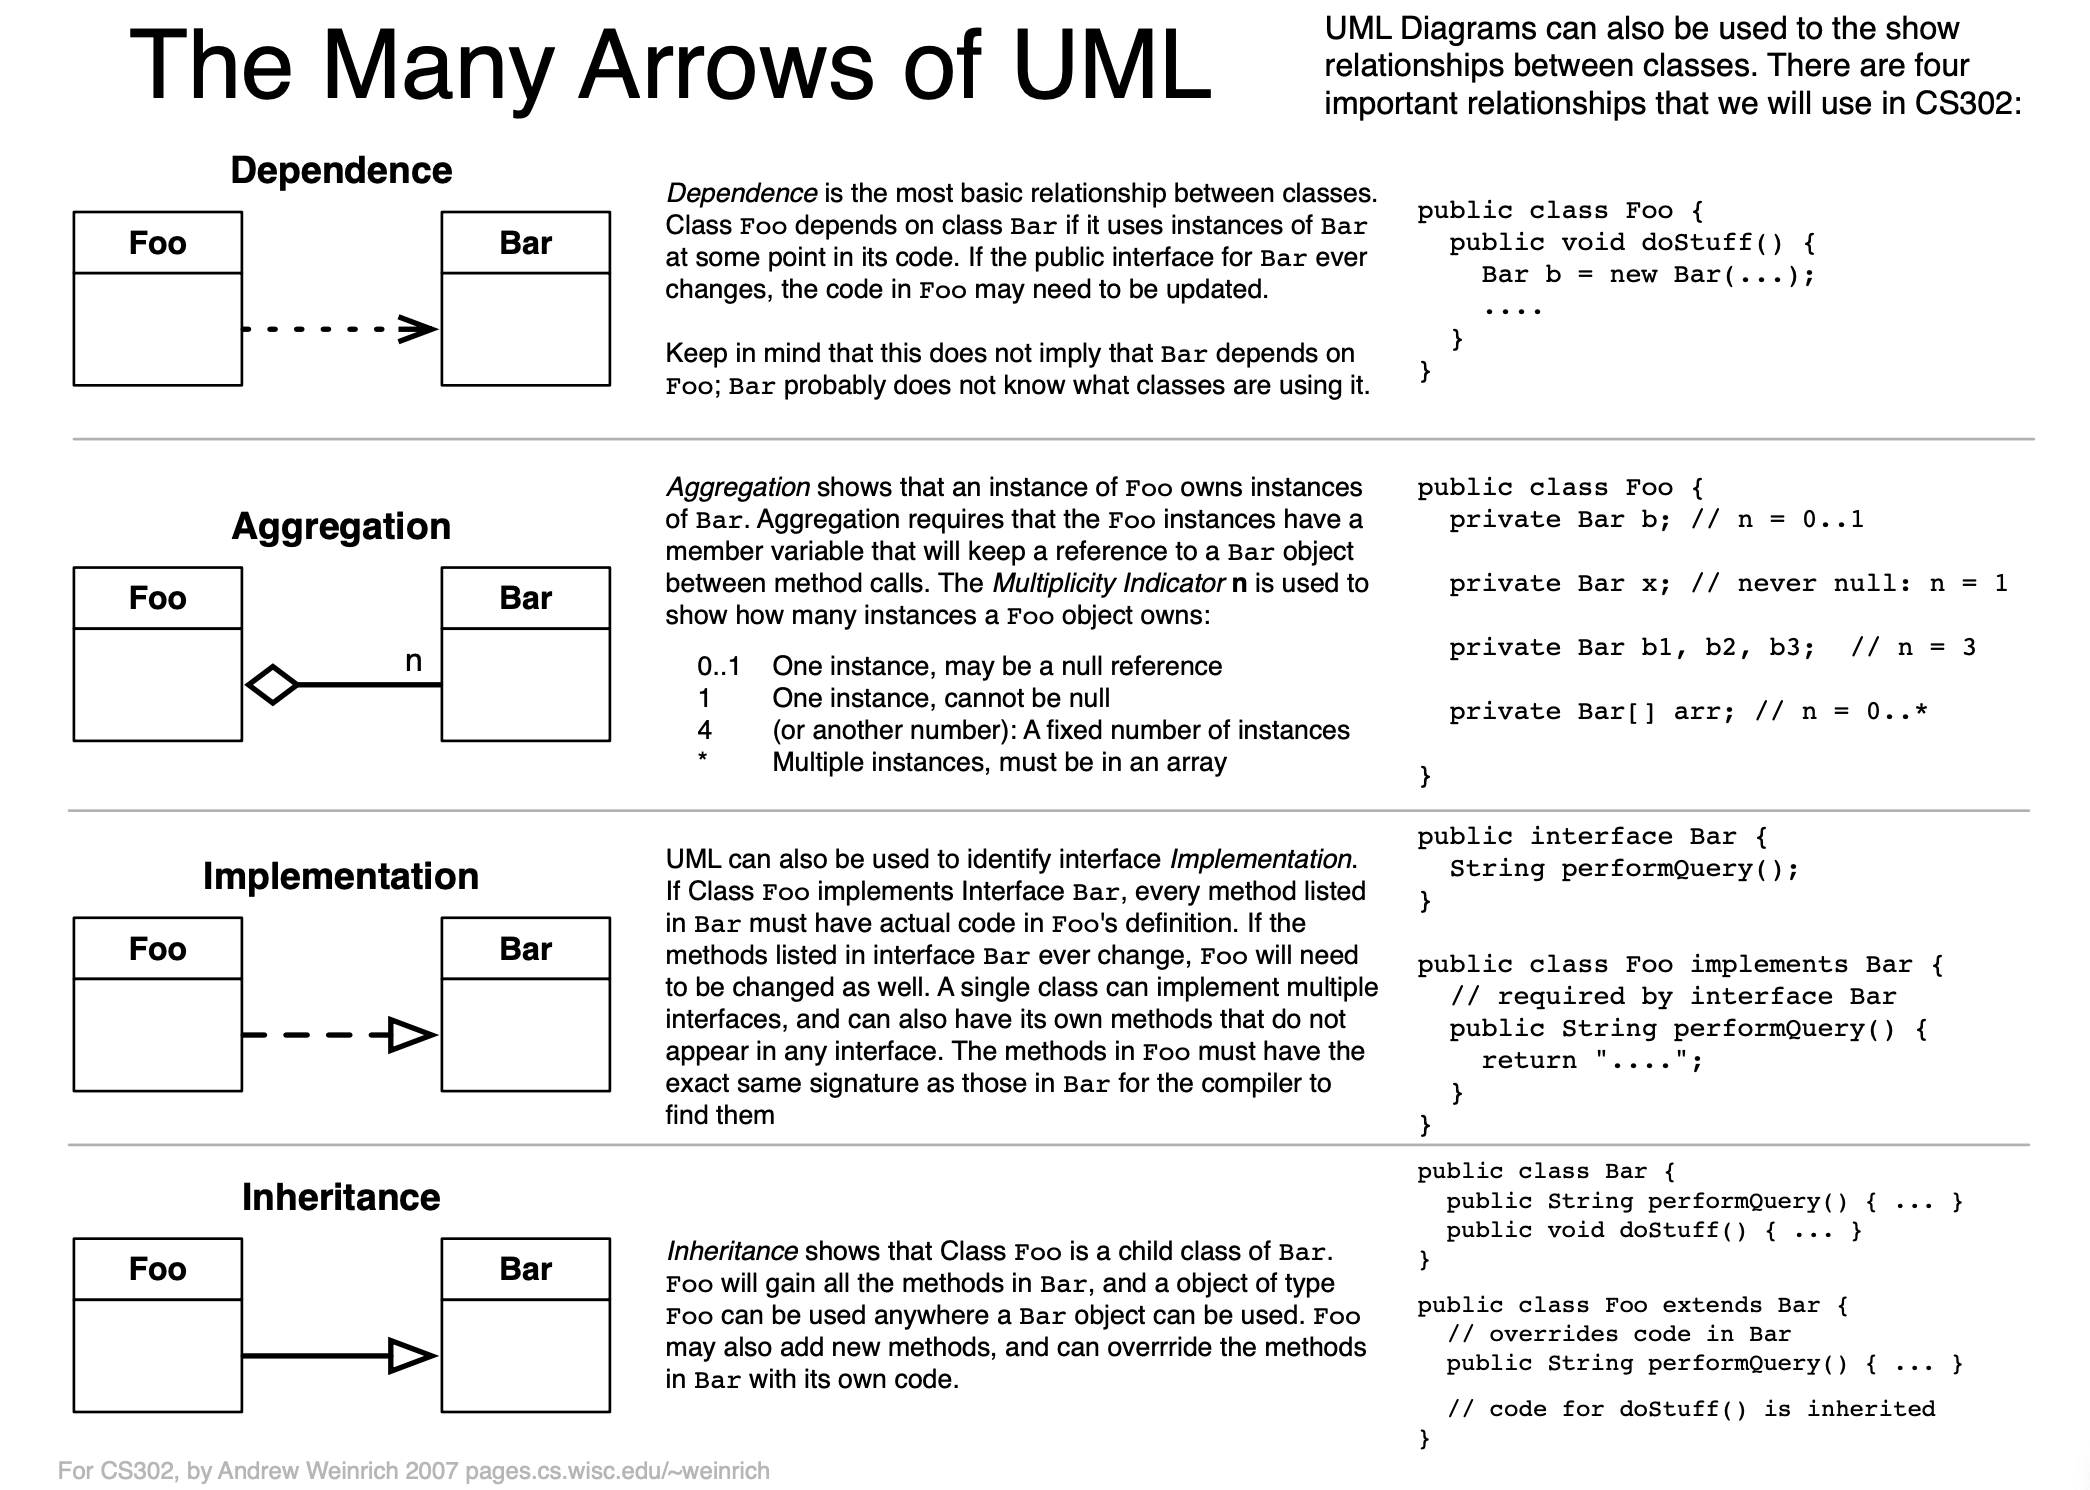 The Many Arrows of UML
UML Diagrams can also be used to the show
relationships between classes. There are four
important relationships that we will use in CS302:
Dependence
Foo
Bar
Dependence is the most basic relationship between classes.
Class Foo depends on class Bar if it uses instances of Bar
at some point in its code. If the public interface for Bar ever
changes, the code in Foo may need to be updated.
Keep in mind that this does not imply that Bar depends on
Foo; Bar probably does not know what classes are using it.
public class Foo {
  public void doStuff() {
    Bar b = new Bar(...);
    ....
  }
}
Aggregation
Foo
Bar
n
Aggregation shows that an instance of Foo owns instances
of Bar. Aggregation requires that the Foo instances have a
member variable that will keep a reference to a Bar object
between method calls. The Multiplicity Indicator n is used to
show how many instances a Foo object owns:
0..1 One instance, may be a null reference
1 One instance, cannot be null
4 (or another number): A fixed number of instances
* Multiple instances, must be in an array
public class Foo {
  private Bar b; // n = 0..1
  private Bar x; // never null: n = 1
  private Bar b1, b2, b3;  // n = 3
  private Bar[] arr; // n = 0..*
}
Implementation
Foo
Bar
UML can also be used to identify interface Implementation.
If Class Foo implements Interface Bar, every method listed
in Bar must have actual code in Foo's definition. If the
methods listed in interface Bar ever change, Foo will need
to be changed as well. A single class can implement multiple
interfaces, and can also have its own methods that do not
appear in any interface. The methods in Foo must have the
exact same signature as those in Bar for the compiler to
find them
public interface Bar {
  String performQuery();
}
public class Foo implements Bar {
  // required by interface Bar
  public String performQuery() {
    return "....";
  }
}
Inheritance
Foo
Bar
Inheritance shows that Class Foo is a child class of Bar.
Foo will gain all the methods in Bar, and a object of type
Foo can be used anywhere a Bar object can be used. Foo
may also add new methods, and can overrride the methods
in Bar with its own code.
public class Bar {
  public String performQuery() { ... }
  public void doStuff() { ... }
}
public class Foo extends Bar {
  // overrides code in Bar
  public String performQuery() { ... }
  // code for doStuff() is inherited
}
For CS302, by Andrew Weinrich 2007 pages.cs.wisc.edu/~weinrich